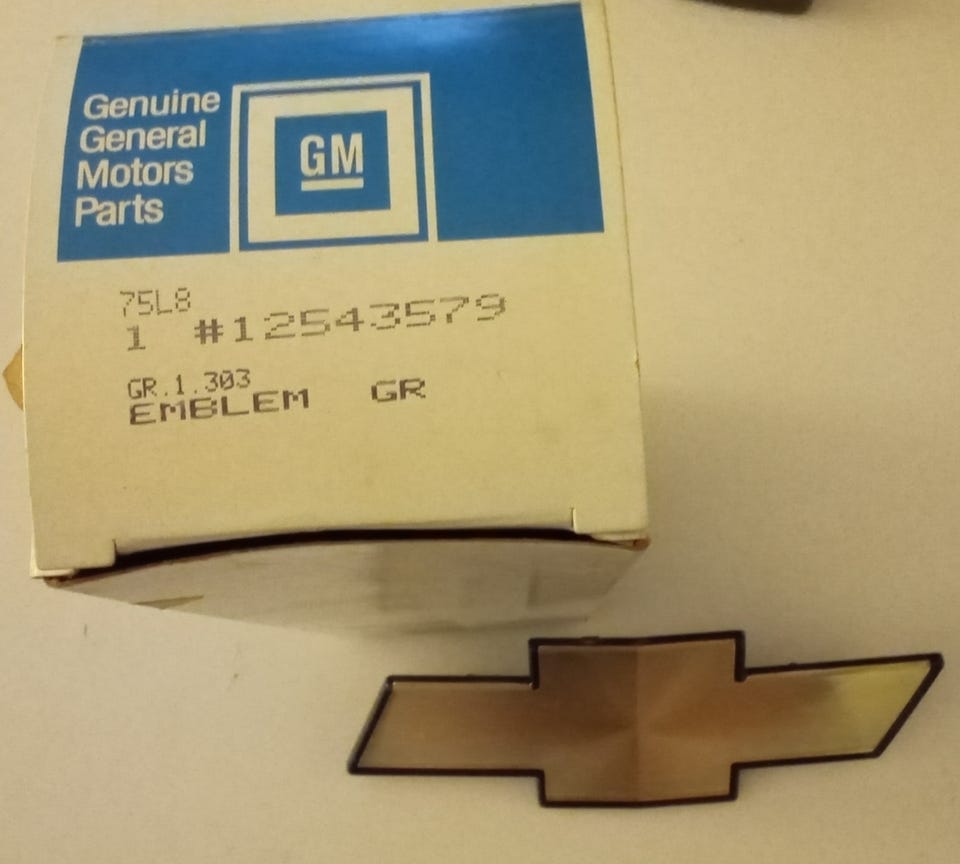 Genuine
General
Motors
Parts
GM
75L8
1 #12543579
GR.1.303
EMBLEM GR